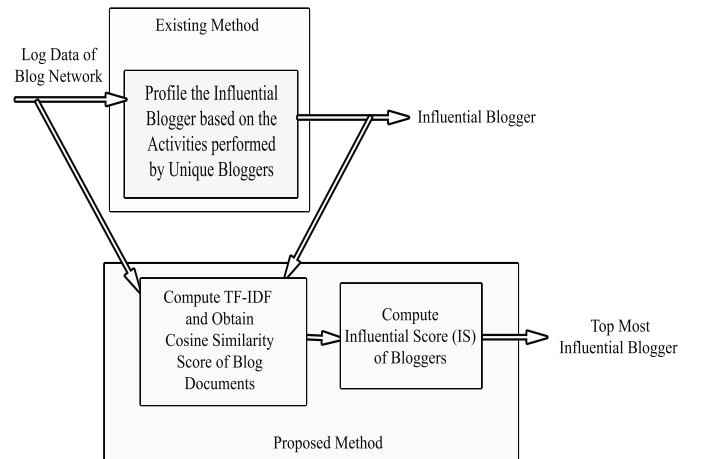 Existing Method
Log Data of
Blog Network
Profile the Influential
Blogger based on the
Activities performed
by Unique Bloggers
Influential Blogger
Compute TF-IDF
and Obtain
Cosine Similarity
Score of Blog
Documents
Compute
Influential Score (IS)
of Bloggers
Top Most
Influential Blogger
Proposed Method